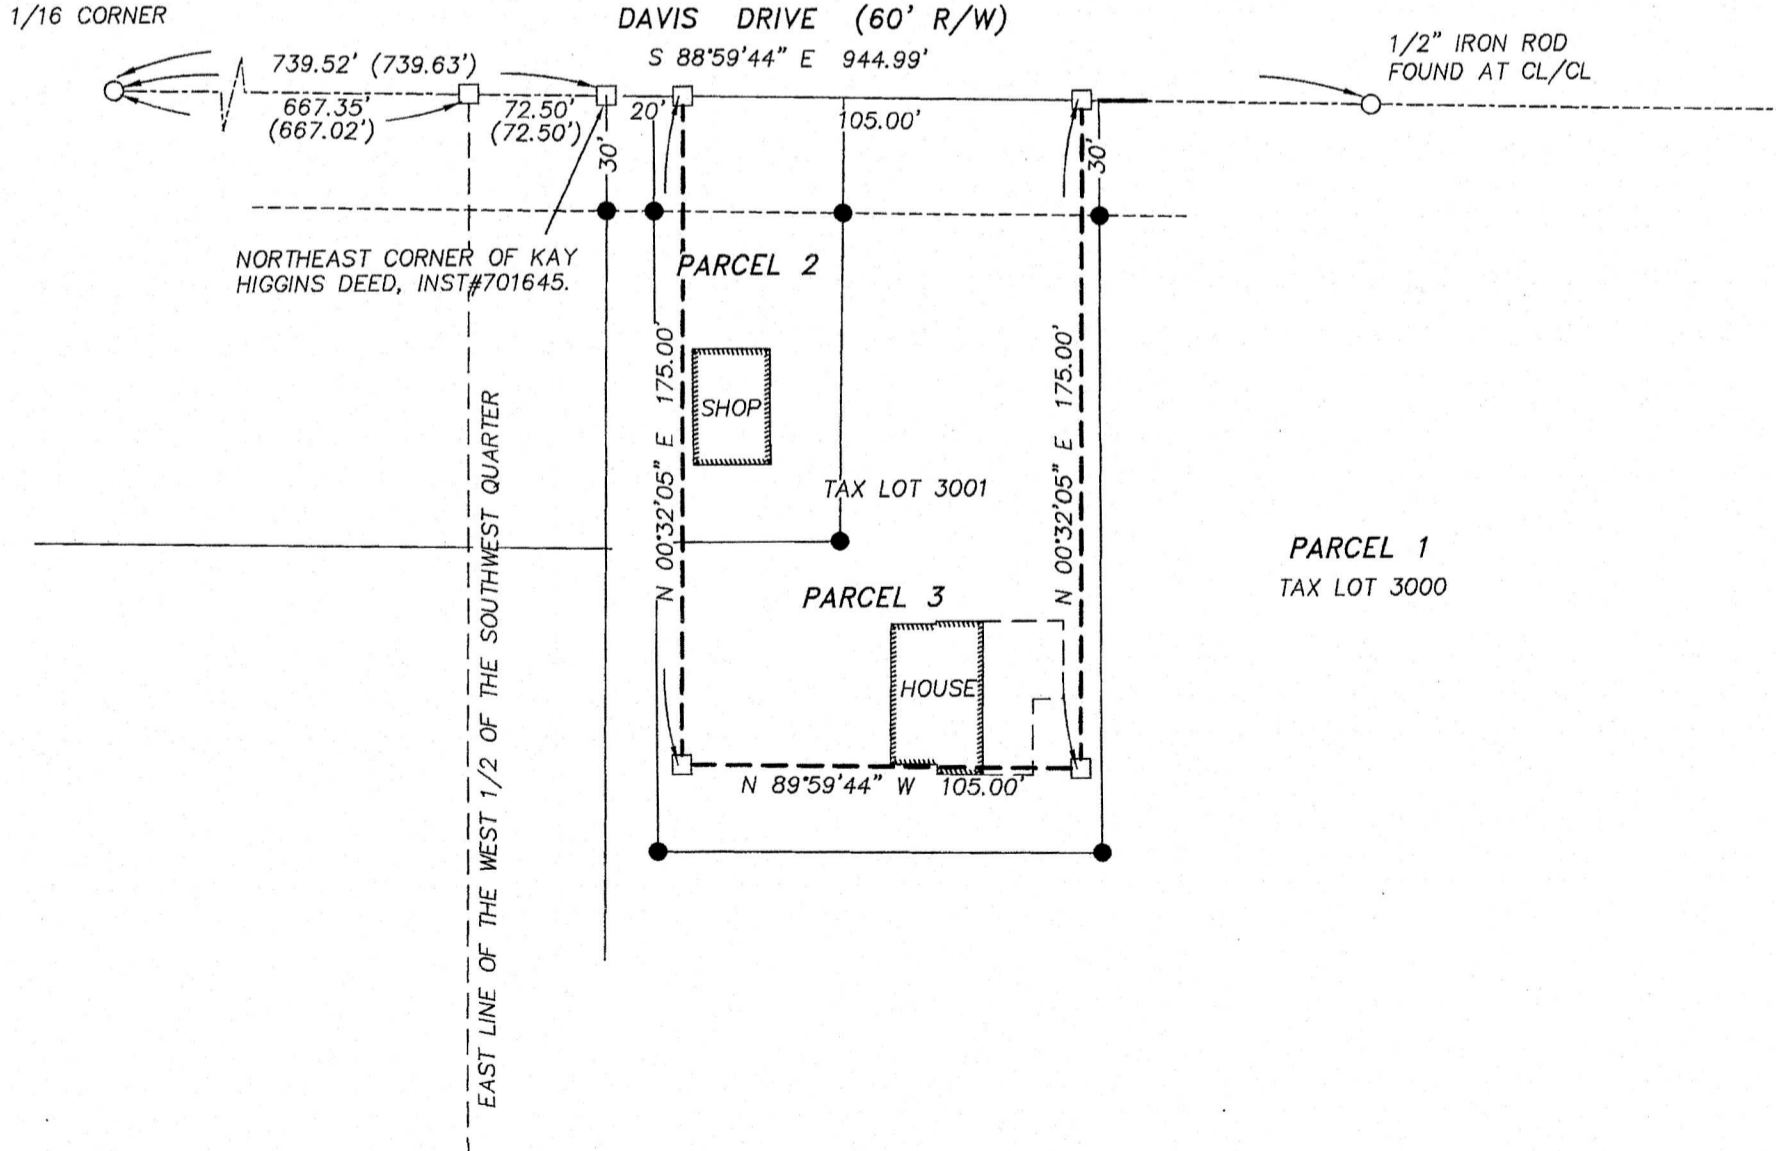 1/16 CORNER
DAVIS DRIVE (60' R/W)
S 88°59'44" E 944.99'
1/2" IRON ROD
FOUND AT CL/CL
739.52' (739.63')
667.35'
(667.02')
72.50'
(72.50')
20'
105.00'
30'
30'
NORTHEAST CORNER OF KAY
HIGGINS DEED, INST#701645.
PARCEL 2
SHOP
N 00°32'05" E 175.00'
N 00°32'05" E 175.00'
TAX LOT 3001
PARCEL 1
TAX LOT 3000
PARCEL 3
HOUSE
N 89°59'44" W 105.00'
EAST LINE OF THE WEST 1/2 OF THE SOUTHWEST QUARTER